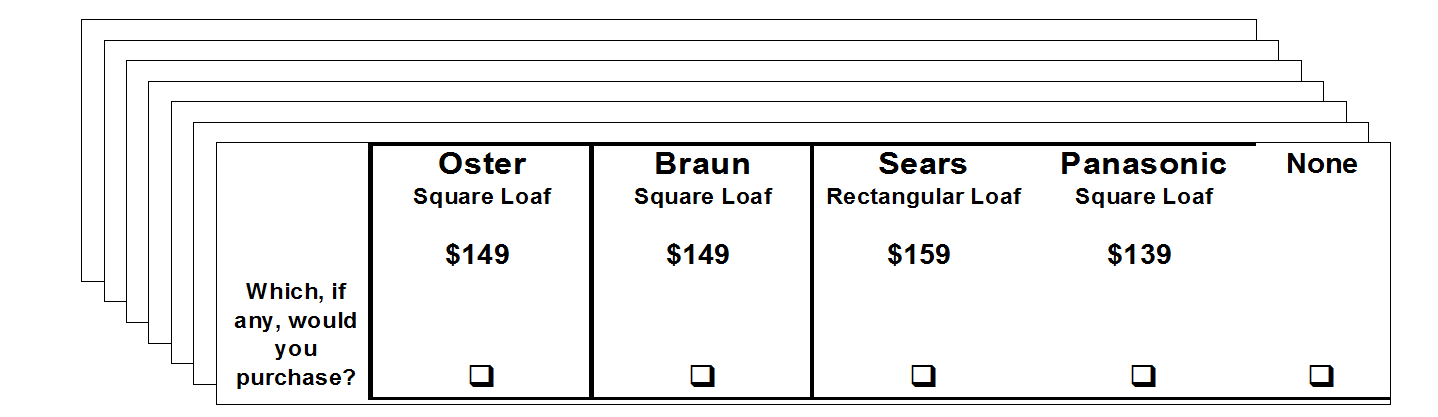 Oster Braun Sears Panasonic None
Square Loaf Square Loaf Rectangular Loaf Square Loaf
$149 $149 $159 $139
Which, if
any, would
you
purchase?